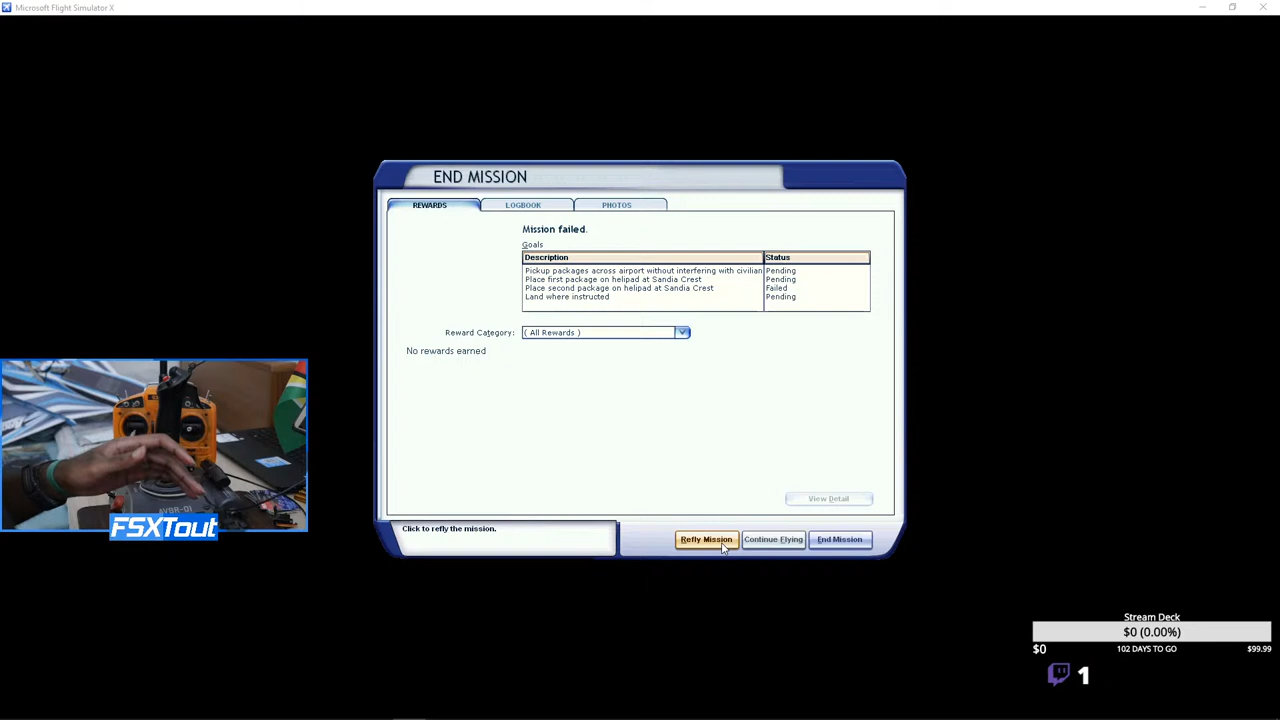 Microsoft Flight Simulator X
END MISSION
REWARDS
LOGBOOK
PHOTOS
Mission failed.
Goals
Description
Status
Pickup packages across airport without interfering with civilian
Pending
Place first package on helipad at Sandia Crest
Pending
Place second package on helipad at Sandia Crest
Failed
Land where instructed
Pending
Reward Category:
( All Rewards )
No rewards earned
View Detail
Click to refly the mission.
Refly Mission
Continue Flying
End Mission
AVSR-01
FSXTout
Stream Deck
$0 (0.00%)
$0
102 DAYS TO GO
$99.99
1